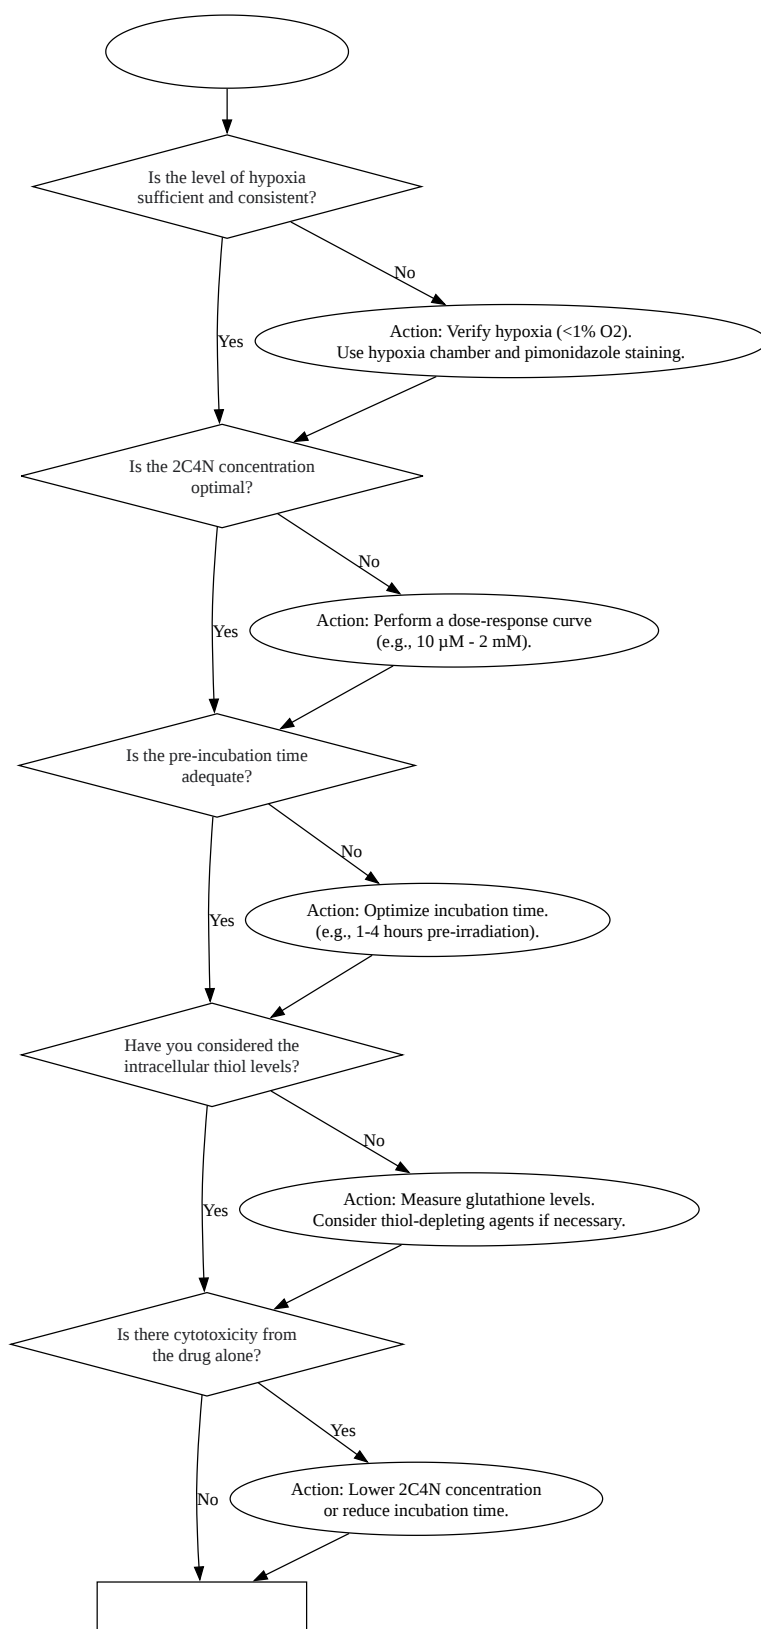 Is the level of hypoxia
sufficient and consistent?
No
Action: Verify hypoxia (<1% O2).
Use hypoxia chamber and pimonidazole staining.
Yes
Is the 2C4N concentration
optimal?
No
Action: Perform a dose-response curve
(e.g., 10 µM - 2 mM).
Yes
Is the pre-incubation time
adequate?
No
Action: Optimize incubation time.
(e.g., 1-4 hours pre-irradiation).
Yes
Have you considered the
intracellular thiol levels?
No
Action: Measure glutathione levels.
Consider thiol-depleting agents if necessary.
Yes
Is there cytotoxicity from
the drug alone?
Yes
Action: Lower 2C4N concentration
or reduce incubation time.
No